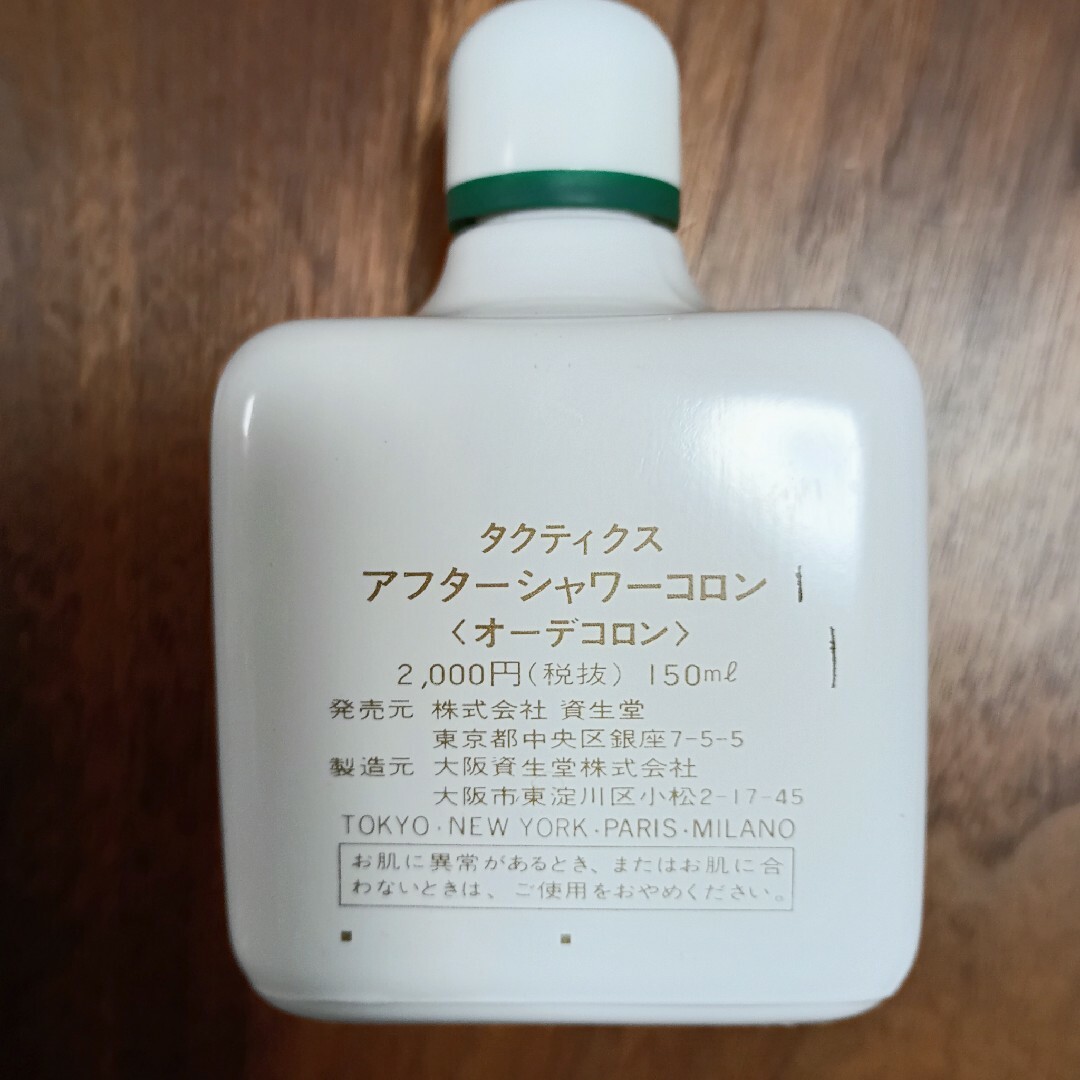 タクティクス
アフターシャワーコロン
〈オーデコロン〉
2,000円(税抜) 150mℓ
発売元 株式会社 資生堂
東京都中央区銀座7-5-5
製造元 大阪資生堂株式会社
大阪市東淀川区小松2-17-45
TOKYO・NEW YORK・PARIS・MILANO
お肌に異常があるとき、またはお肌に合
わないときは、ご使用をおやめください。